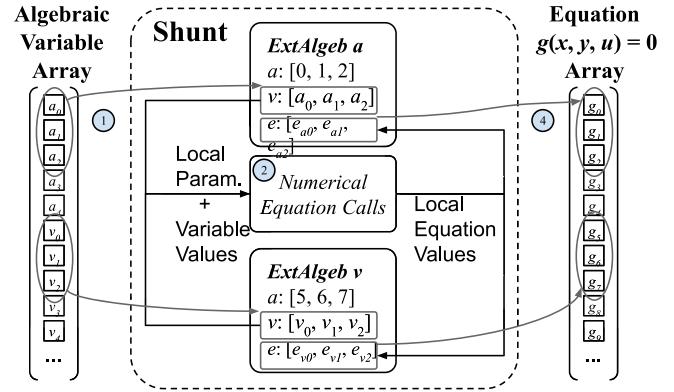 Algebraic
Variable
Array
a0
a1
a2
a3
a4
v0
v1
v2
v3
v4
...
1
Shunt
ExtAlgeb a
a: [0, 1, 2]
v: [a0, a1, a2]
e: [ea0, ea1,
ea2]
Local
Param.
+
Variable
Values
2
Numerical
Equation Calls
Local
Equation
Values
ExtAlgeb v
a: [5, 6, 7]
v: [v0, v1, v2]
e: [ev0, ev1, ev2]
4
Equation
g(x, y, u) = 0
Array
g0
g1
g2
g3
g4
g5
g6
g7
g8
g9
...